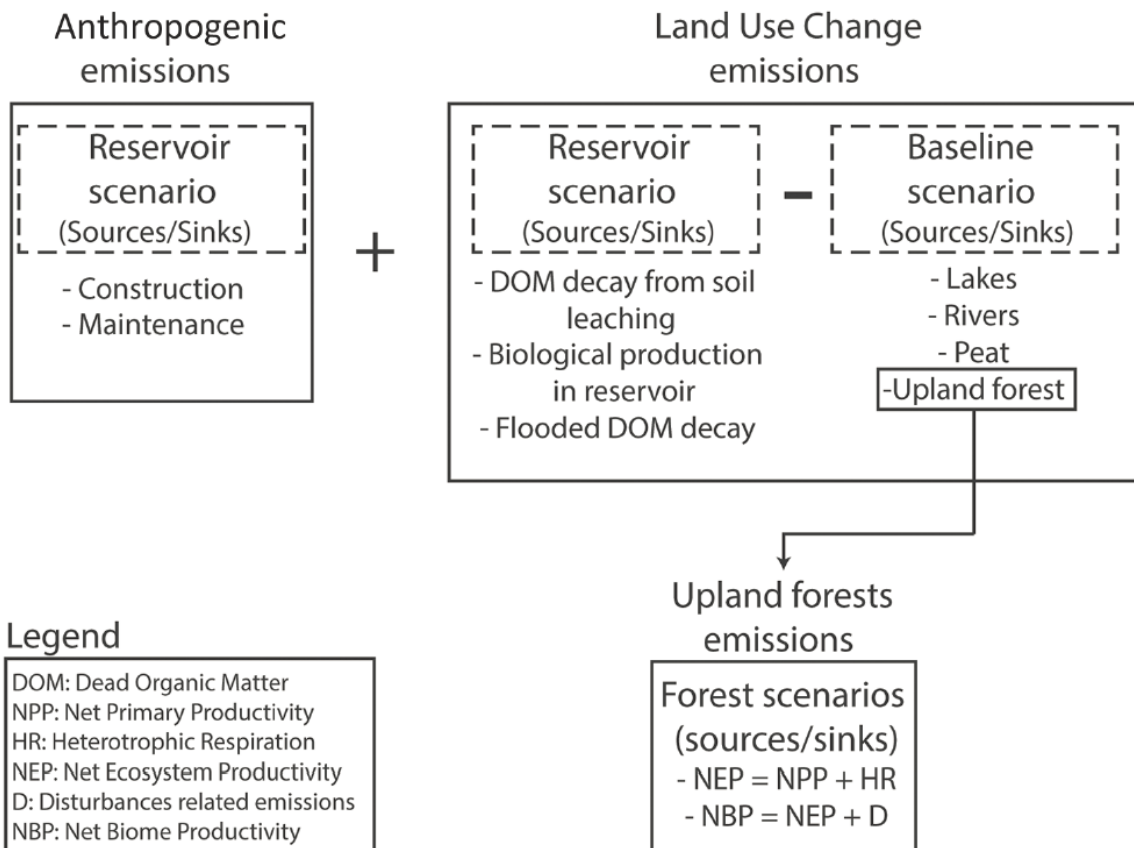 Anthropogenic
emissions
Reservoir
scenario
(Sources/Sinks)
- Construction
- Maintenance
+
Land Use Change
emissions
Reservoir
scenario
(Sources/Sinks)
- DOM decay from soil
leaching
- Biological production
in reservoir
- Flooded DOM decay
-
Baseline
scenario
(Sources/Sinks)
- Lakes
- Rivers
- Peat
-Upland forest
Upland forests
emissions
Forest scenarios
(sources/sinks)
- NEP = NPP + HR
- NBP = NEP + D
Legend
DOM: Dead Organic Matter
NPP: Net Primary Productivity
HR: Heterotrophic Respiration
NEP: Net Ecosystem Productivity
D: Disturbances related emissions
NBP: Net Biome Productivity